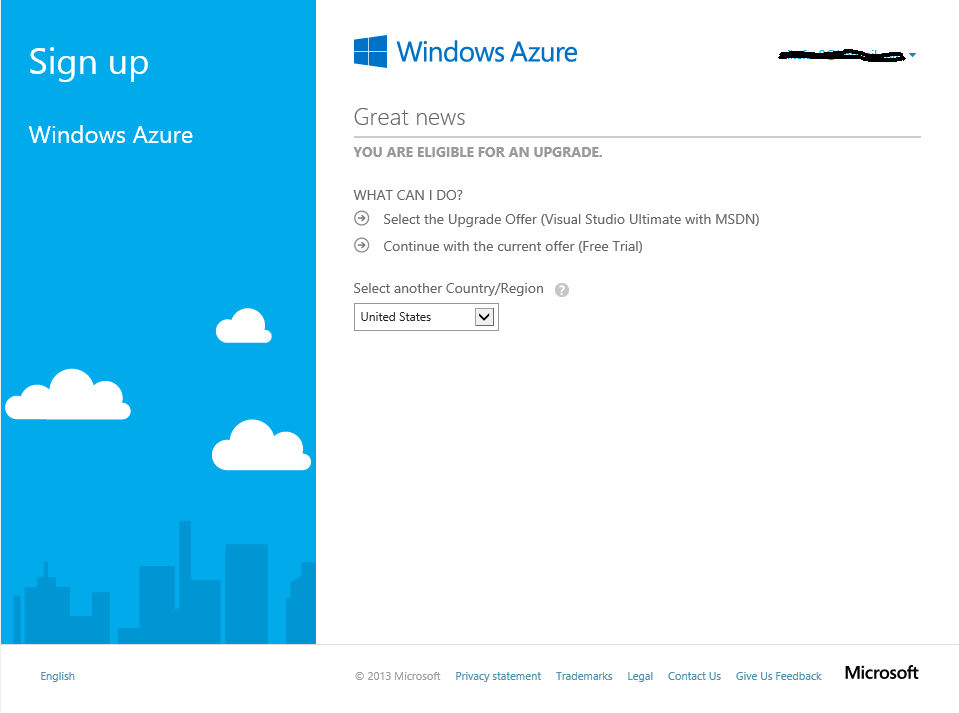 Sign up
Windows Azure
Windows Azure
Great news
YOU ARE ELIGIBLE FOR AN UPGRADE.
WHAT CAN I DO?
Select the Upgrade Offer (Visual Studio Ultimate with MSDN)
Continue with the current offer (Free Trial)
Select another Country/Region ?
United States
English © 2013 Microsoft Privacy statement Trademarks Legal Contact Us Give Us Feedback Microsoft